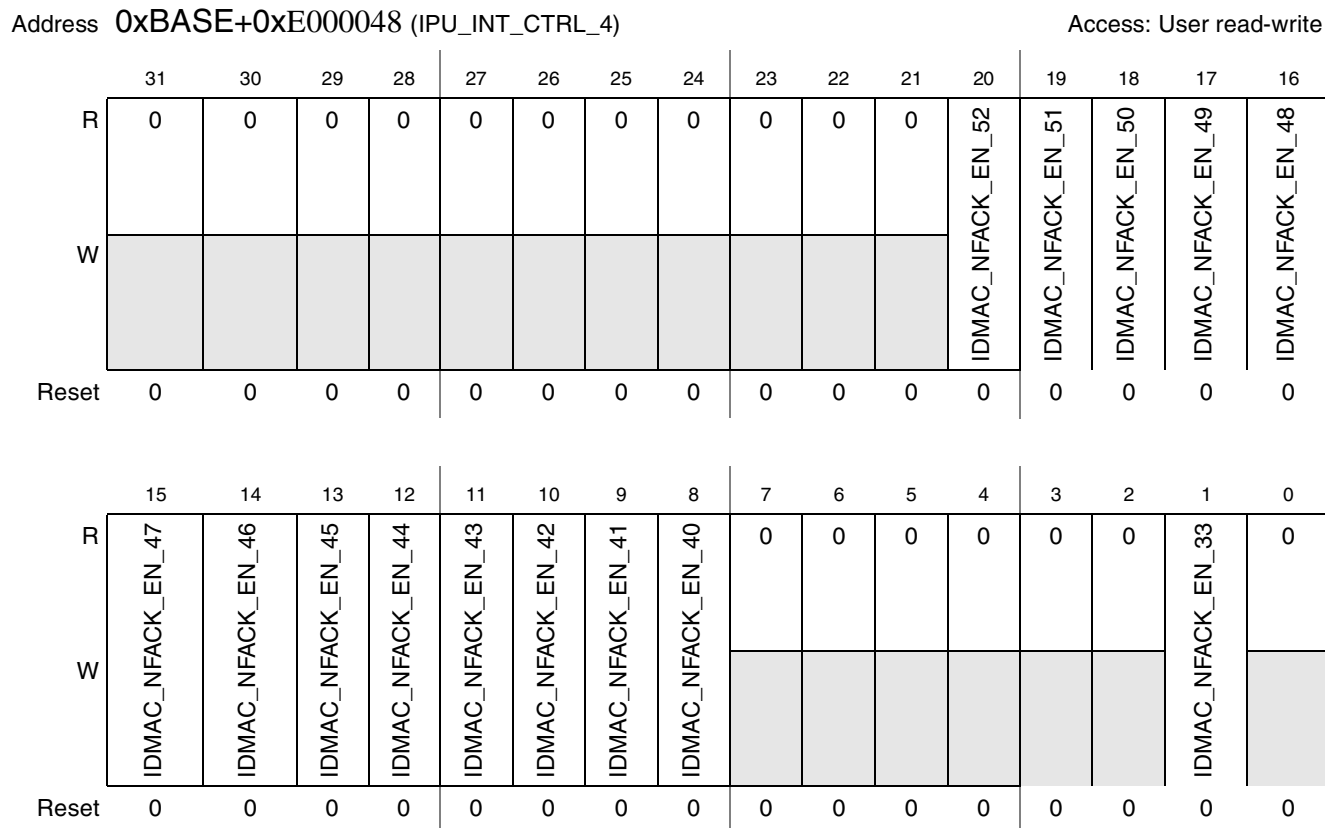 Address 0xBASE+0xE000048 (IPU_INT_CTRL_4) Access: User read-write
31 30 29 28 27 26 25 24 23 22 21 20 19 18 17 16
R 0 0 0 0 0 0 0 0 0 0 0 IDMAC_NFACK_EN_52 IDMAC_NFACK_EN_51 IDMAC_NFACK_EN_50 IDMAC_NFACK_EN_49 IDMAC_NFACK_EN_48
W
Reset 0 0 0 0 0 0 0 0 0 0 0 0 0 0 0 0
15 14 13 12 11 10 9 8 7 6 5 4 3 2 1 0
R IDMAC_NFACK_EN_47 IDMAC_NFACK_EN_46 IDMAC_NFACK_EN_45 IDMAC_NFACK_EN_44 IDMAC_NFACK_EN_43 IDMAC_NFACK_EN_42 IDMAC_NFACK_EN_41 IDMAC_NFACK_EN_40 0 0 0 0 0 0 IDMAC_NFACK_EN_33 0
W
Reset 0 0 0 0 0 0 0 0 0 0 0 0 0 0 0 0